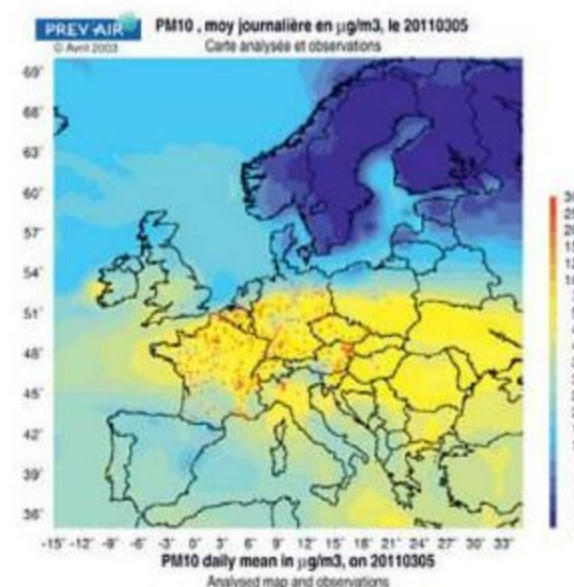 PREV'AIR
PM10 , moy journalière en µg/m3, le 20110305
© Avril 2003
Carte analysée et observations
69°
66°
63°
60°
57°
54°
51°
48°
45°
42°
39°
36°
-15° -12° -9° -6° -3° 0° 3° 6° 9° 12° 15° 18° 21° 24° 27° 30° 33°
PM10 daily mean in µg/m3, on 20110305
Analysed map and observations